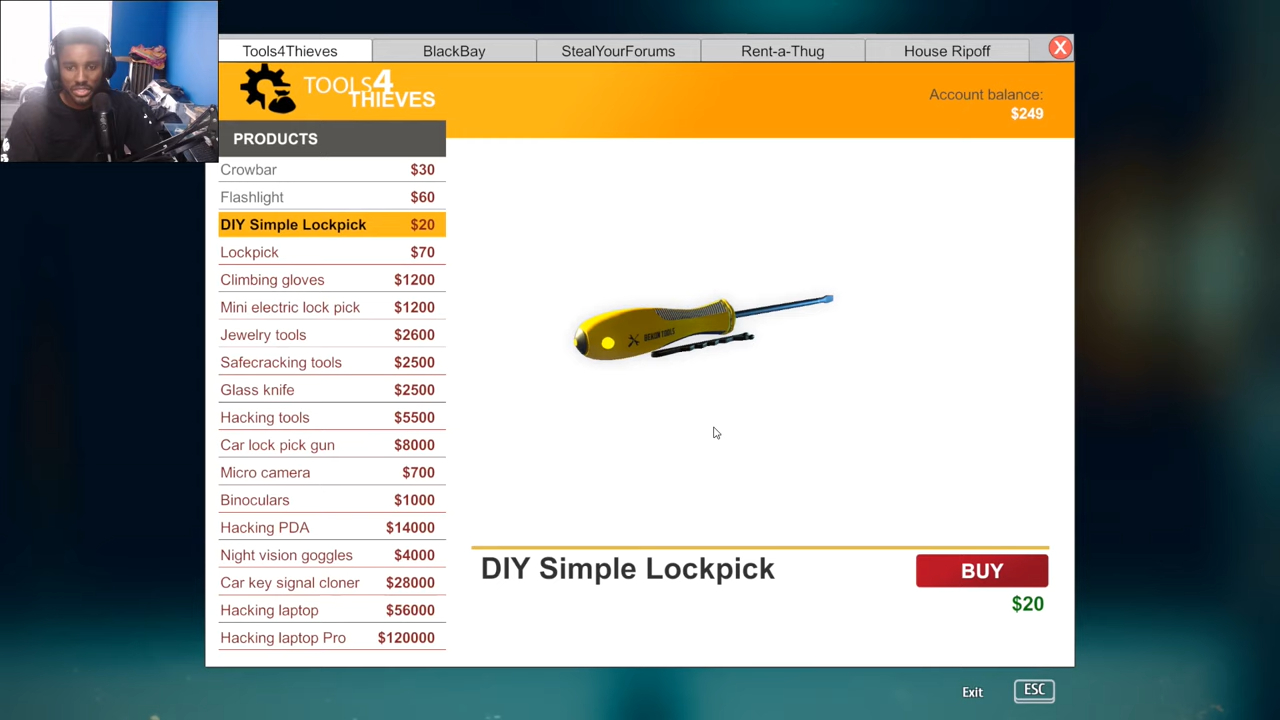 Tools4Thieves BlackBay StealYourForums Rent-a-Thug House Ripoff X
TOOLS4
THIEVES
Account balance:
$249
PRODUCTS
Crowbar $30
Flashlight $60
DIY Simple Lockpick $20
Lockpick $70
Climbing gloves $1200
Mini electric lock pick $1200
Jewelry tools $2600
Safecracking tools $2500
Glass knife $2500
Hacking tools $5500
Car lock pick gun $8000
Micro camera $700
Binoculars $1000
Hacking PDA $14000
Night vision goggles $4000
Car key signal cloner $28000
Hacking laptop $56000
Hacking laptop Pro $120000
DIY Simple Lockpick
BUY
$20
Exit ESC